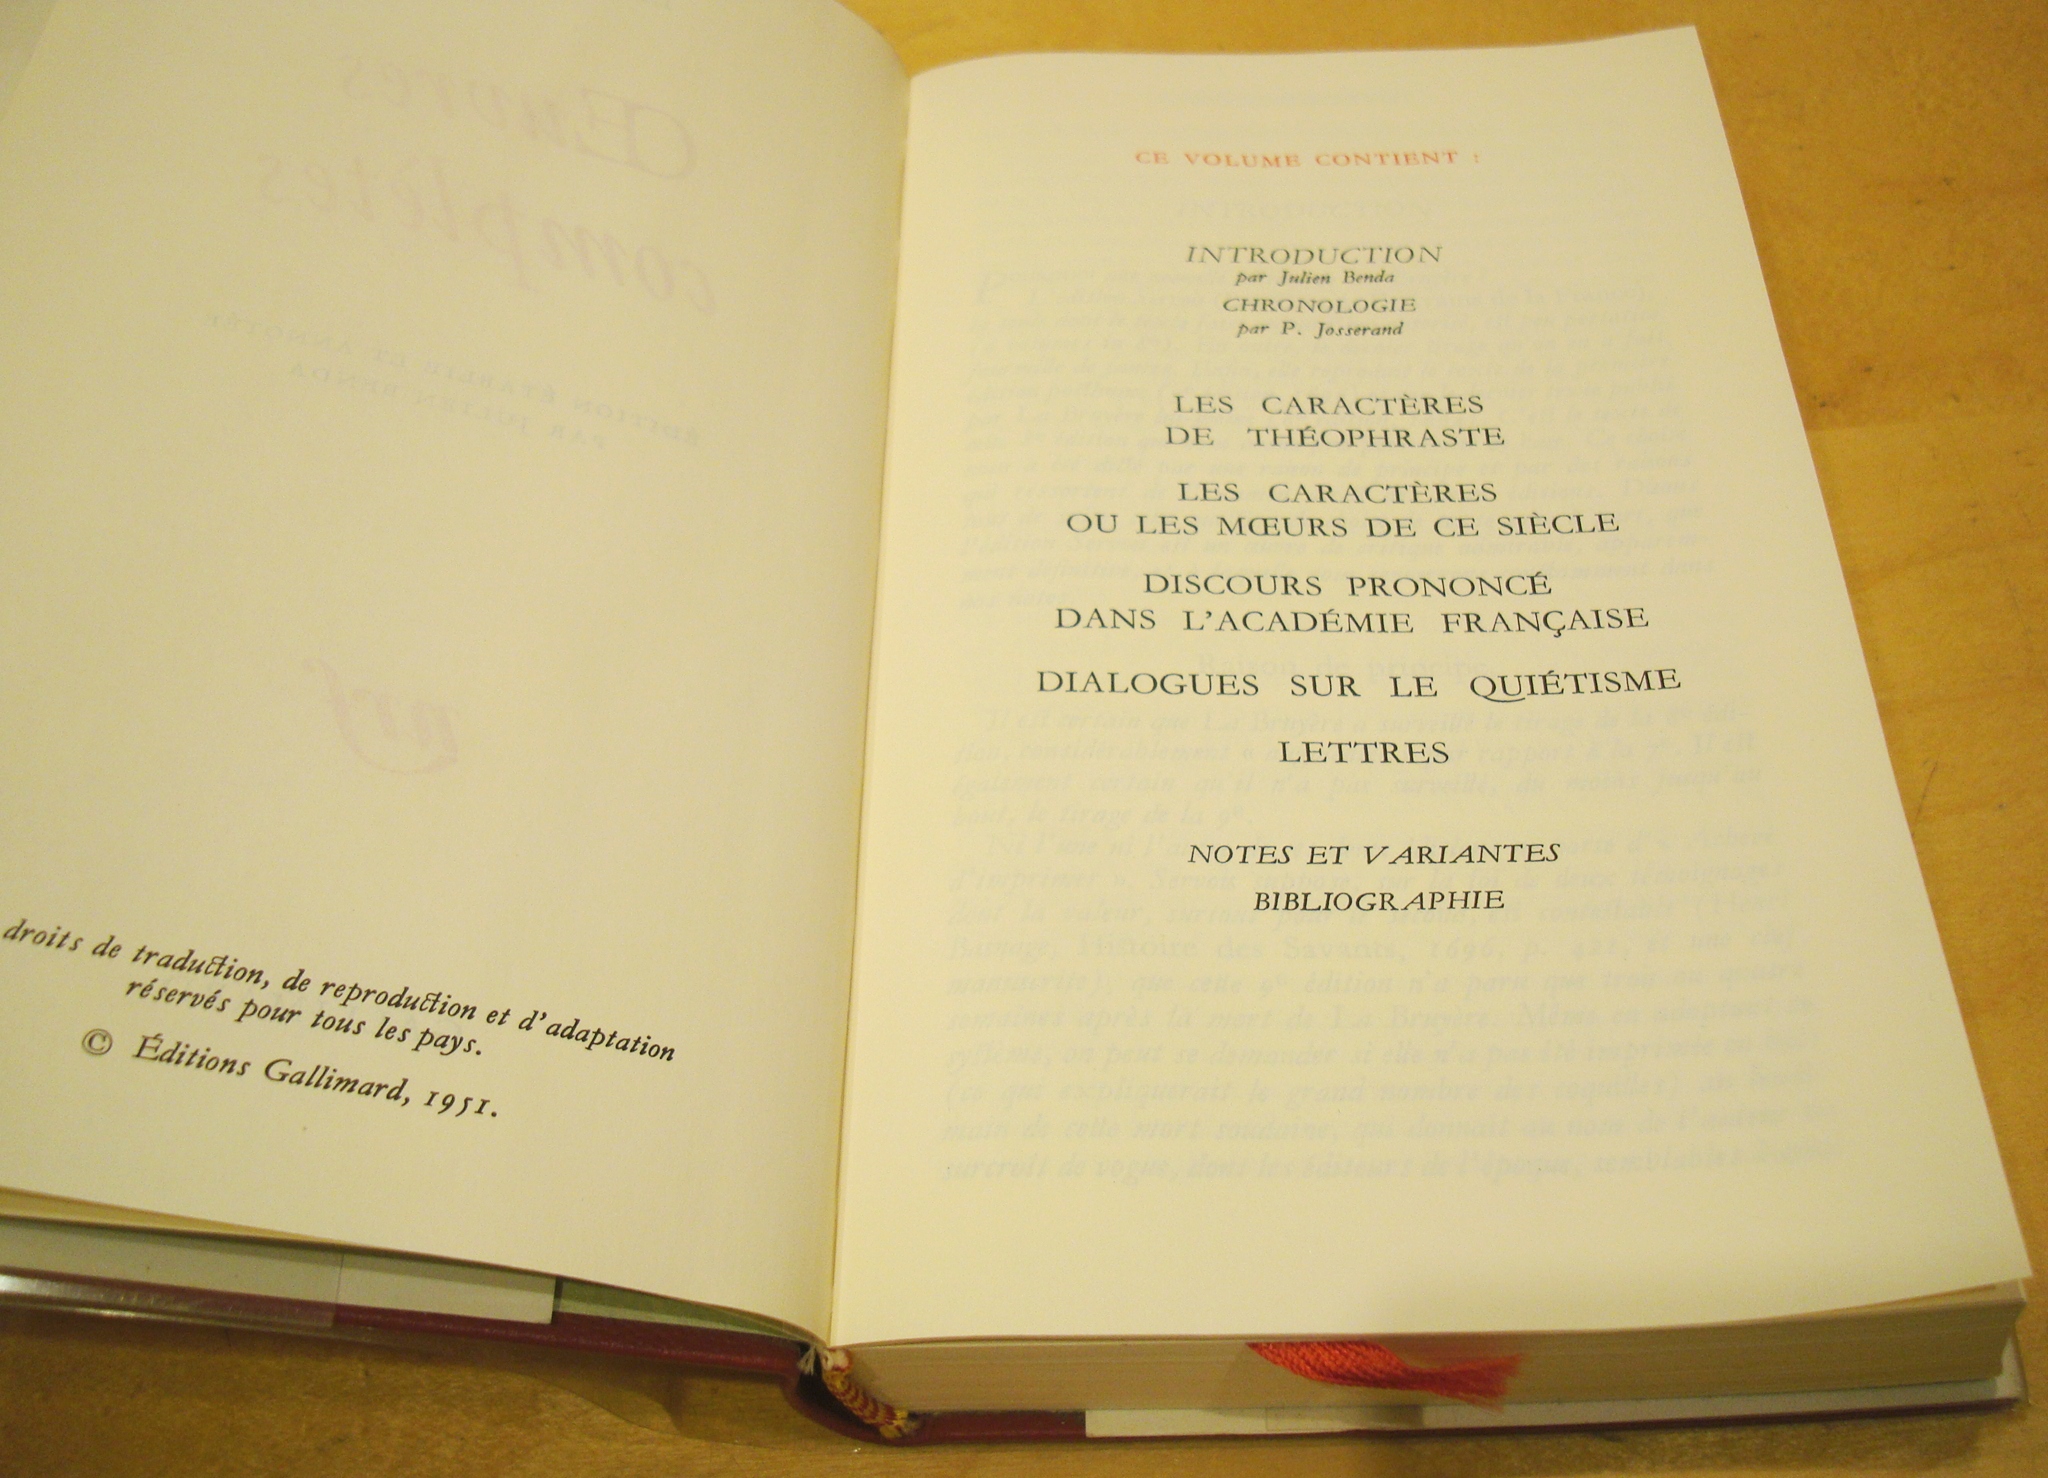 droits de traduction, de reproduction et d'adaptation
réservés pour tous les pays.
© Éditions Gallimard, 1951.
CE VOLUME CONTIENT :
INTRODUCTION
par Julien Benda
CHRONOLOGIE
par P. Josserand
LES CARACTÈRES
DE THÉOPHRASTE
LES CARACTÈRES
OU LES MŒURS DE CE SIÈCLE
DISCOURS PRONONCÉ
DANS L'ACADÉMIE FRANÇAISE
DIALOGUES SUR LE QUIÉTISME
LETTRES
NOTES ET VARIANTES
BIBLIOGRAPHIE